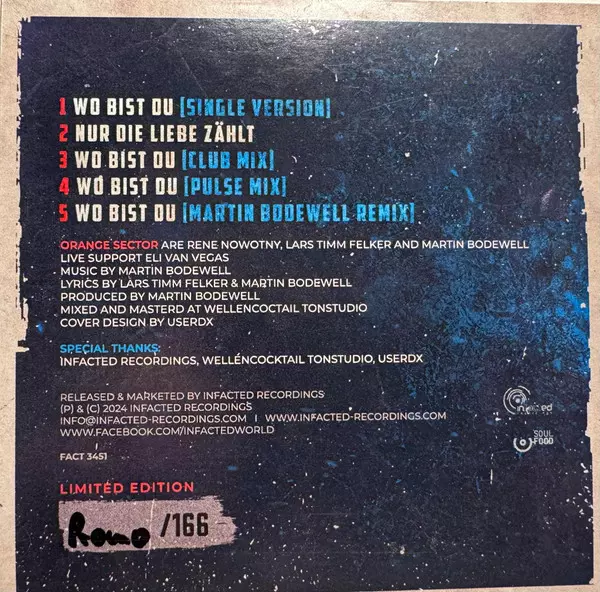 1 WO BIST DU [SINGLE VERSION]
2 NUR DIE LIEBE ZÄHLT
3 WO BIST DU [CLUB MIX]
4 WO BIST DU [PULSE MIX]
5 WO BIST DU [MARTIN BODEWELL REMIX]
ORANGE SECTOR ARE RENE NOWOTNY, LARS TIMM FELKER AND MARTIN BODEWELL
LIVE SUPPORT ELI VAN VEGAS
MUSIC BY MARTIN BODEWELL
LYRICS BY LARS TIMM FELKER & MARTIN BODEWELL
PRODUCED BY MARTIN BODEWELL
MIXED AND MASTERD AT WELLENCOCTAIL TONSTUDIO
COVER DESIGN BY USERDX
SPECIAL THANKS:
INFACTED RECORDINGS, WELLENCOCKTAIL TONSTUDIO, USERDX
RELEASED & MARKETED BY INFACTED RECORDINGS
(P) & (C) 2024 INFACTED RECORDINGS
INFO@INFACTED-RECORDINGS.COM I WWW.INFACTED-RECORDINGS.COM
WWW.FACEBOOK.COM/INFACTEDWORLD
infacted
SOUL
FOOD
FACT 3451
LIMITED EDITION
Romo /166